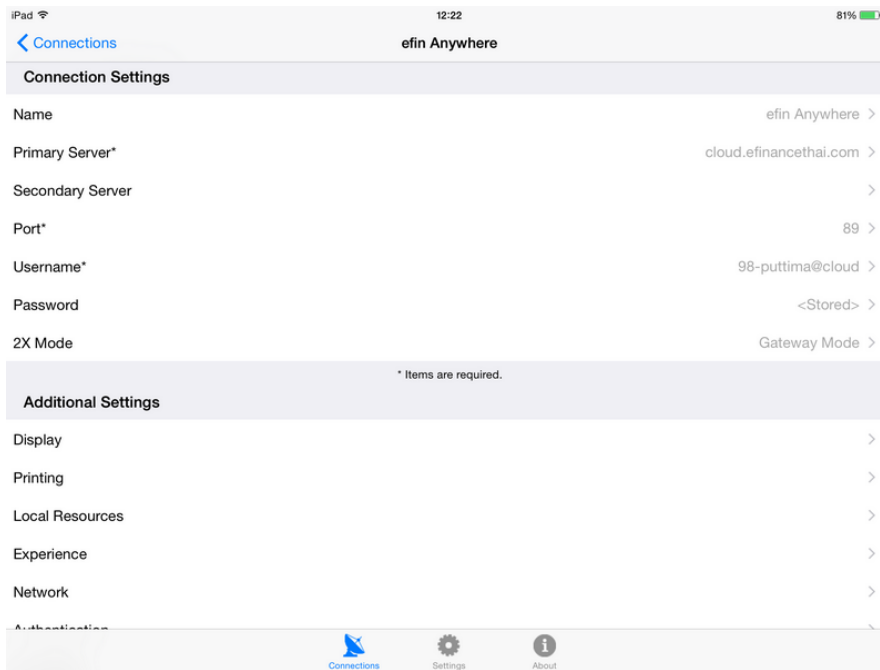 iPad 12:22 81%
Connections efin Anywhere
Connection Settings
Name efin Anywhere
Primary Server* cloud.efinancethai.com
Secondary Server
Port* 89
Username* 98-puttima@cloud
Password <Stored>
2X Mode Gateway Mode
* Items are required.
Additional Settings
Display
Printing
Local Resources
Experience
Network
Authentication
Connections Settings About